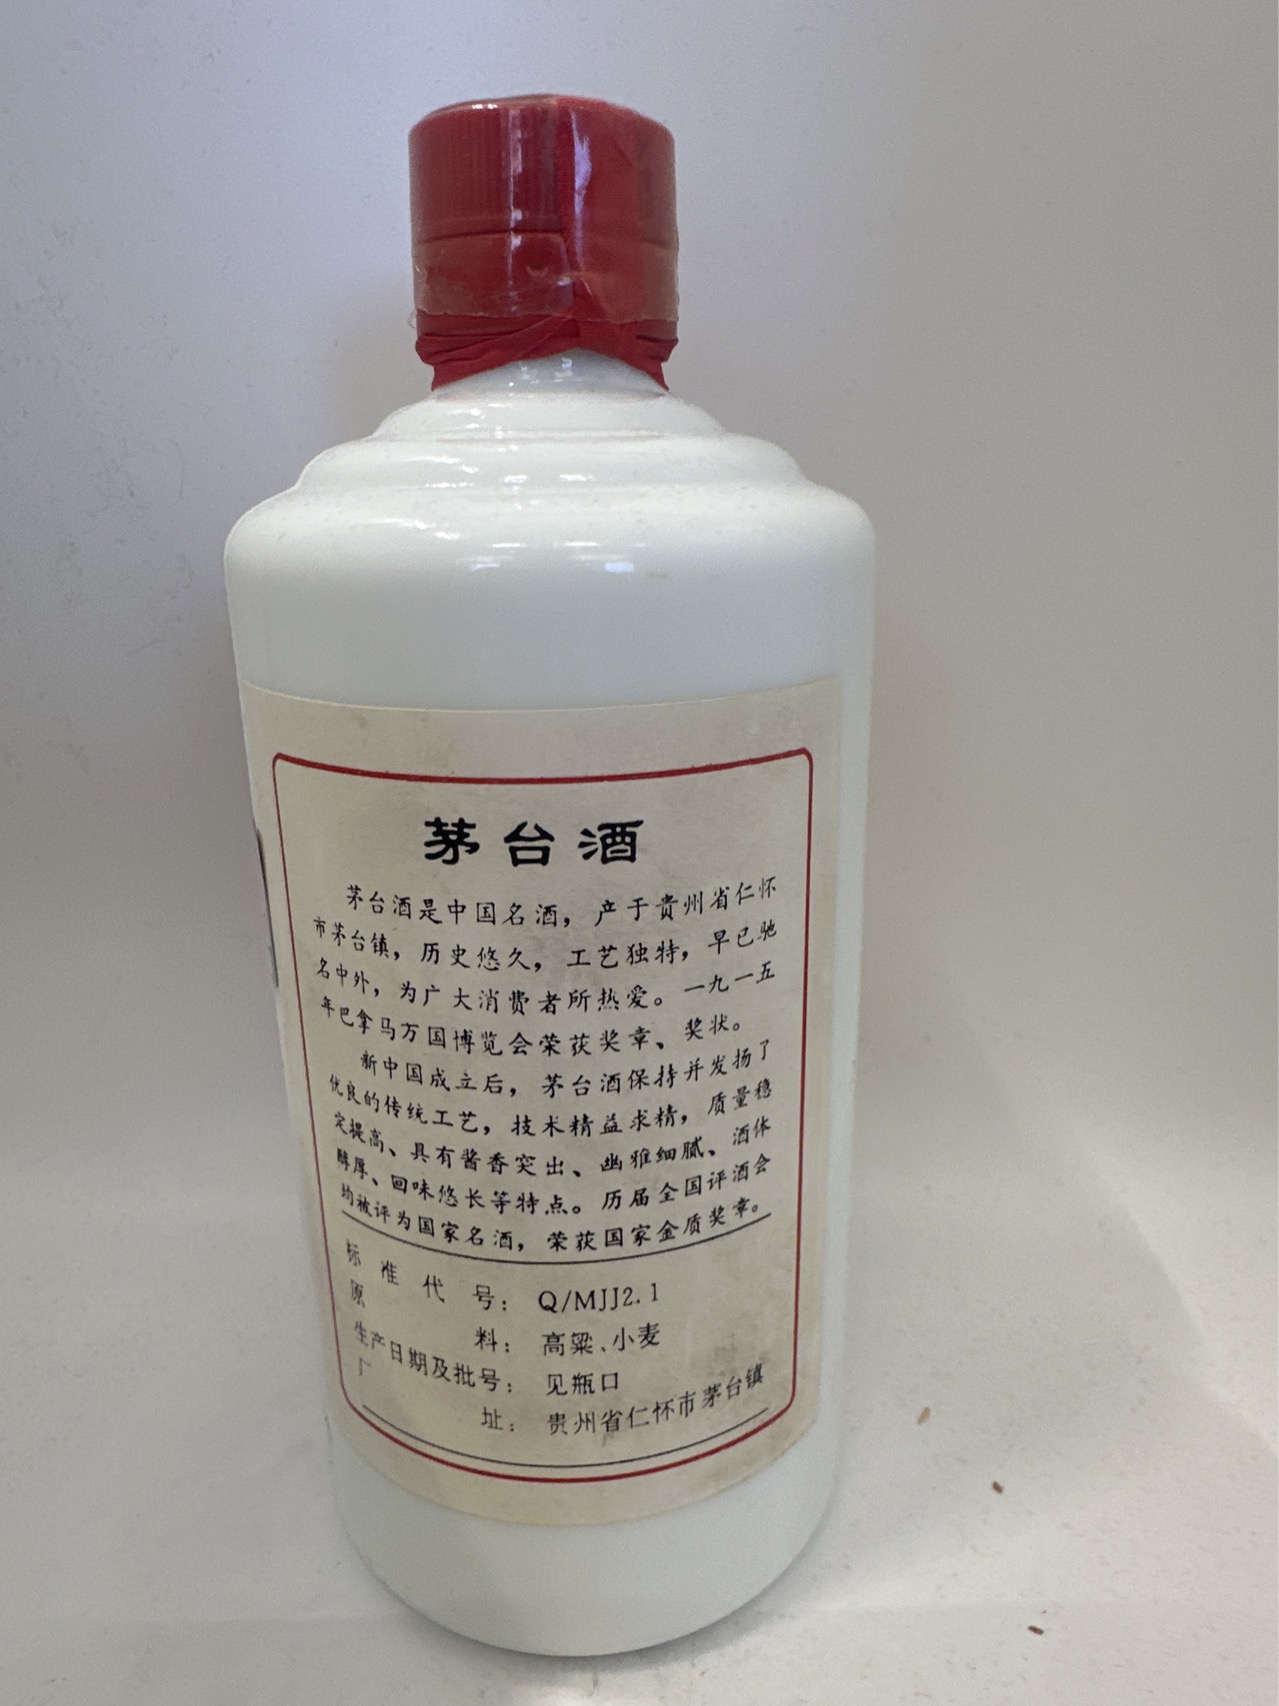 茅台酒
茅台酒是中国名酒，产于贵州省仁怀
市茅台镇，历史悠久，工艺独特，早已驰
名中外，为广大消费者所热爱。一九一五
年巴拿马万国博览会荣获奖章、奖状。
新中国成立后，茅台酒保持并发扬了
优良的传统工艺，技术精益求精，质量稳
定提高、具有酱香突出、幽雅细腻、酒体
醇厚、回味悠长等特点。历届全国评酒会
均被评为国家名酒，荣获国家金质奖章。
标准代号：Q/MJJ2.1
原料：高粱、小麦
生产日期及批号：见瓶口
厂址：贵州省仁怀市茅台镇